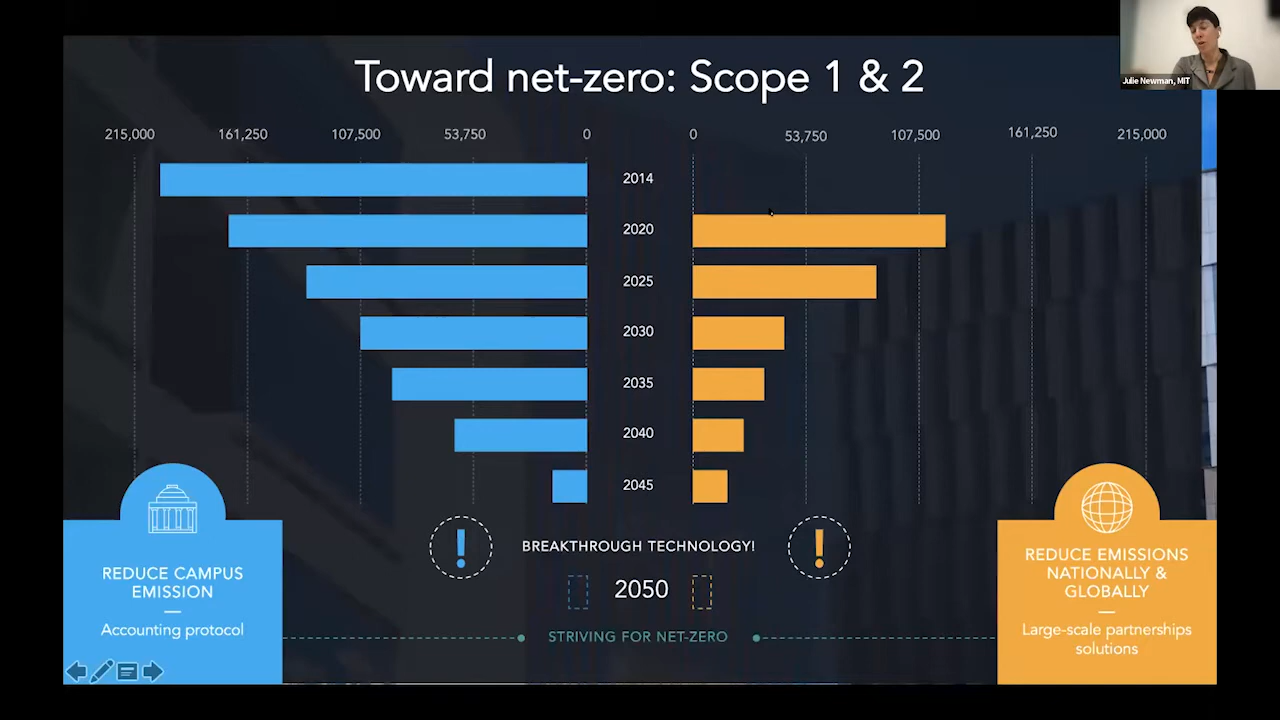 Toward net-zero: Scope 1 & 2
Julie Newman, MIT
215,000 161,250 107,500 53,750 0 0 53,750 107,500 161,250 215,000
2014
2020
2025
2030
2035
2040
2045
BREAKTHROUGH TECHNOLOGY!
2050
STRIVING FOR NET-ZERO
REDUCE CAMPUS
EMISSION
Accounting protocol
REDUCE EMISSIONS
NATIONALLY &
GLOBALLY
Large-scale partnerships
solutions